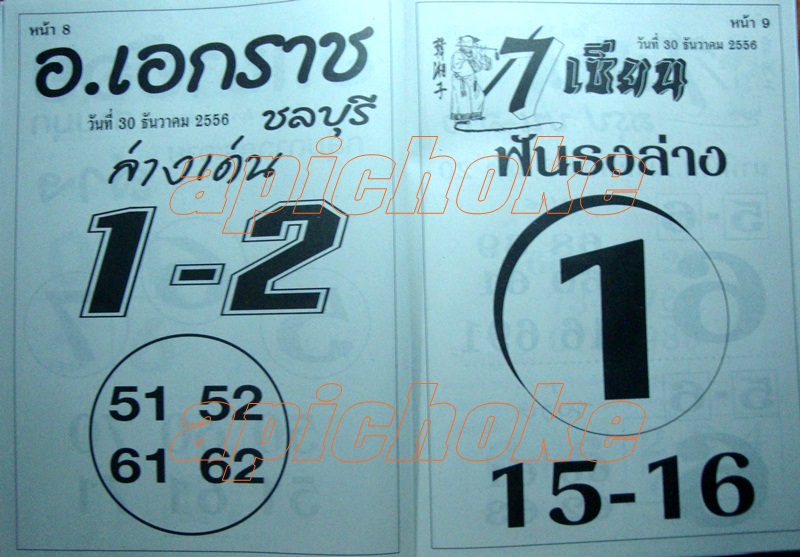 หน้า 8
อ.เอกราช
ชลบุรี
วันที่ 30 ธันวาคม 2556
ล่างเด่น
1-2
51 52
61 62
หน้า 9
วันที่ 30 ธันวาคม 2556
7 เซียน
ฟันธงล่าง
1
15-16
apichoke
apichoke